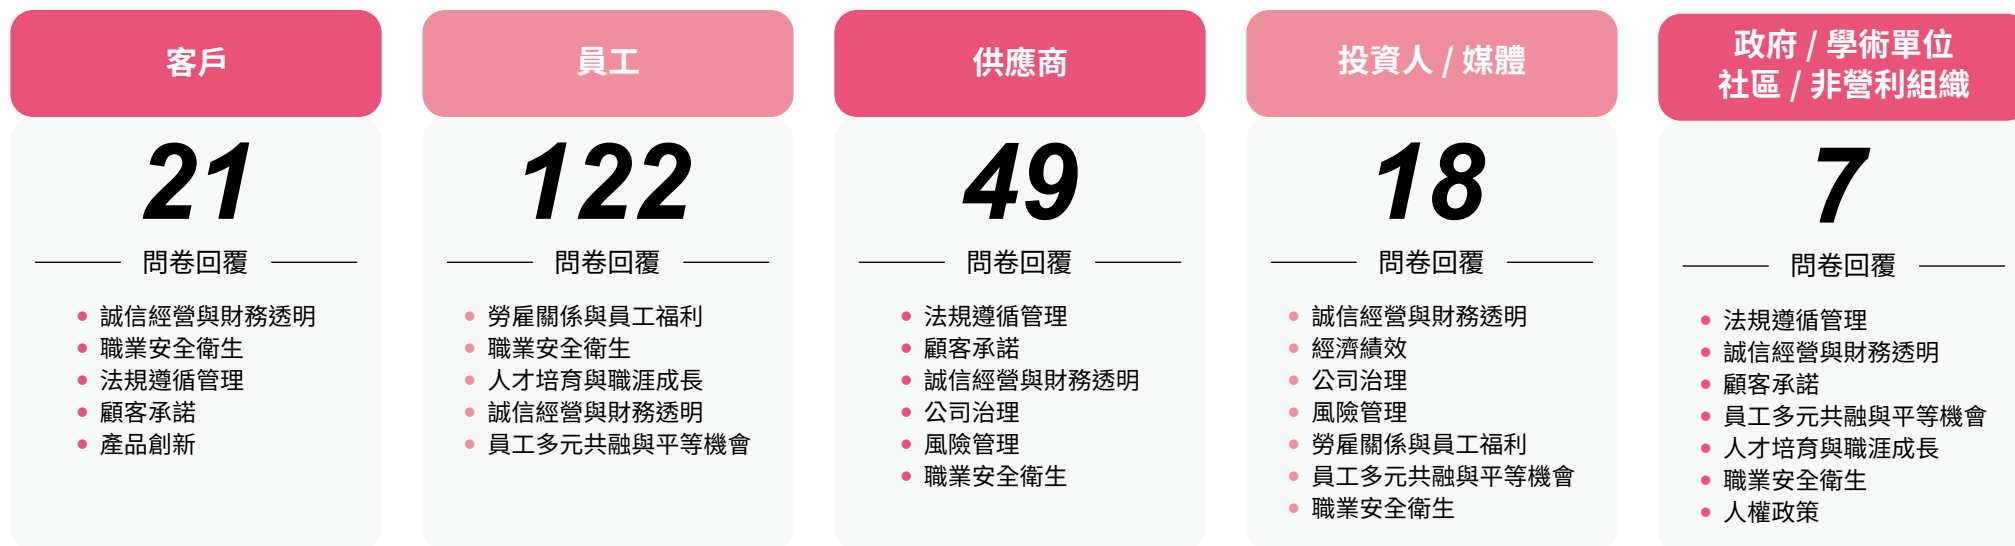 客戶
21
問卷回覆
誠信經營與財務透明
職業安全衛生
法規遵循管理
顧客承諾
產品創新
員工
122
問卷回覆
勞雇關係與員工福利
職業安全衛生
人才培育與職涯成長
誠信經營與財務透明
員工多元共融與平等機會
供應商
49
問卷回覆
法規遵循管理
顧客承諾
誠信經營與財務透明
公司治理
風險管理
職業安全衛生
投資人 / 媒體
18
問卷回覆
誠信經營與財務透明
經濟績效
公司治理
風險管理
勞雇關係與員工福利
員工多元共融與平等機會
職業安全衛生
政府 / 學術單位
社區 / 非營利組織
7
問卷回覆
法規遵循管理
誠信經營與財務透明
顧客承諾
員工多元共融與平等機會
人才培育與職涯成長
職業安全衛生
人權政策